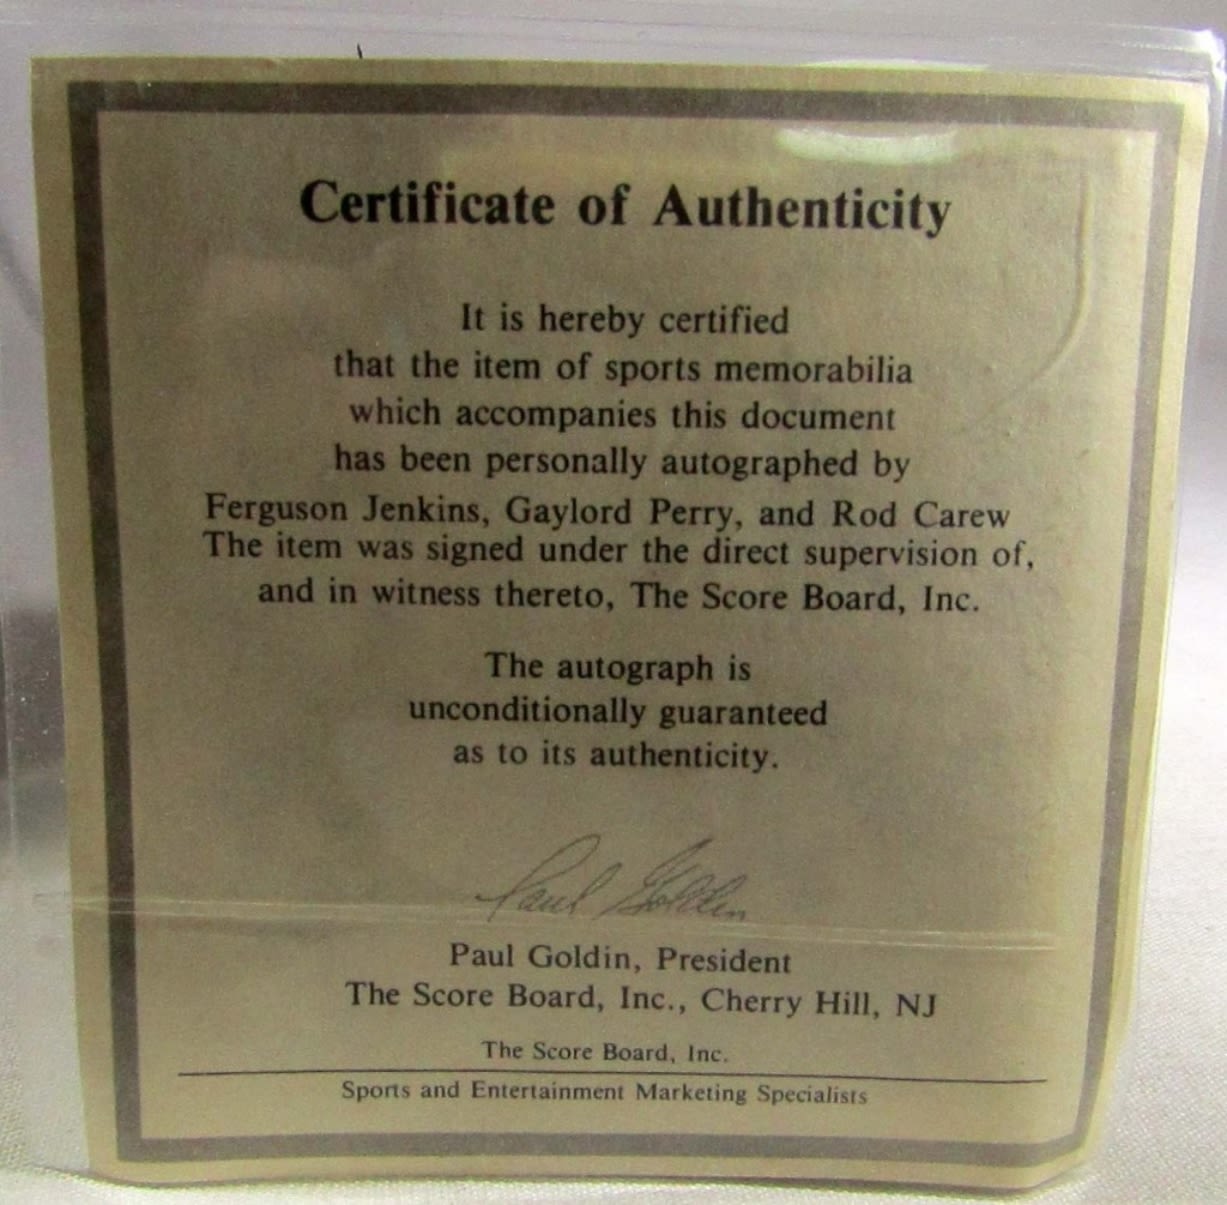 Certificate of Authenticity
It is hereby certified
that the item of sports memorabilia
which accompanies this document
has been personally autographed by
Ferguson Jenkins, Gaylord Perry, and Rod Carew
The item was signed under the direct supervision of,
and in witness thereto, The Score Board, Inc.
The autograph is
unconditionally guaranteed
as to its authenticity.
Paul Goldin
Paul Goldin, President
The Score Board, Inc., Cherry Hill, NJ
The Score Board, Inc.
Sports and Entertainment Marketing Specialists